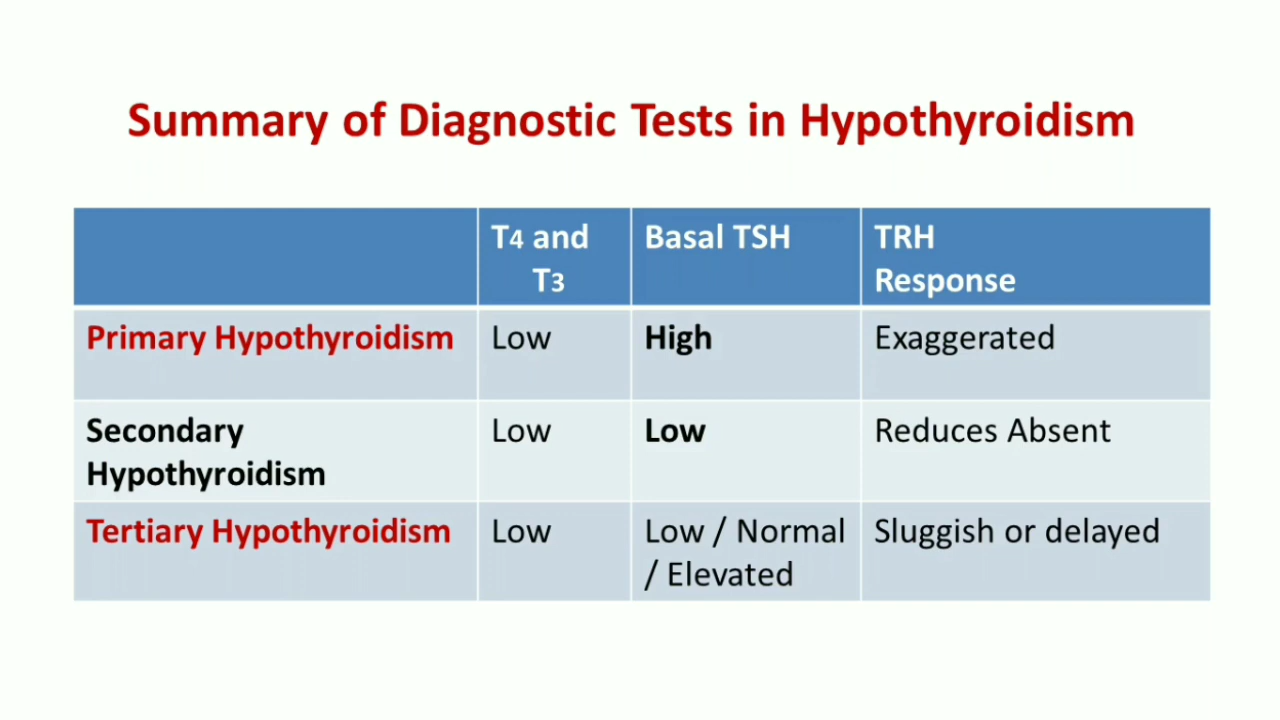 Summary of Diagnostic Tests in Hypothyroidism
T4 and
T3
Basal TSH
TRH
Response
Primary Hypothyroidism
Low
High
Exaggerated
Secondary
Hypothyroidism
Low
Low
Reduces Absent
Tertiary Hypothyroidism
Low
Low / Normal
/ Elevated
Sluggish or delayed